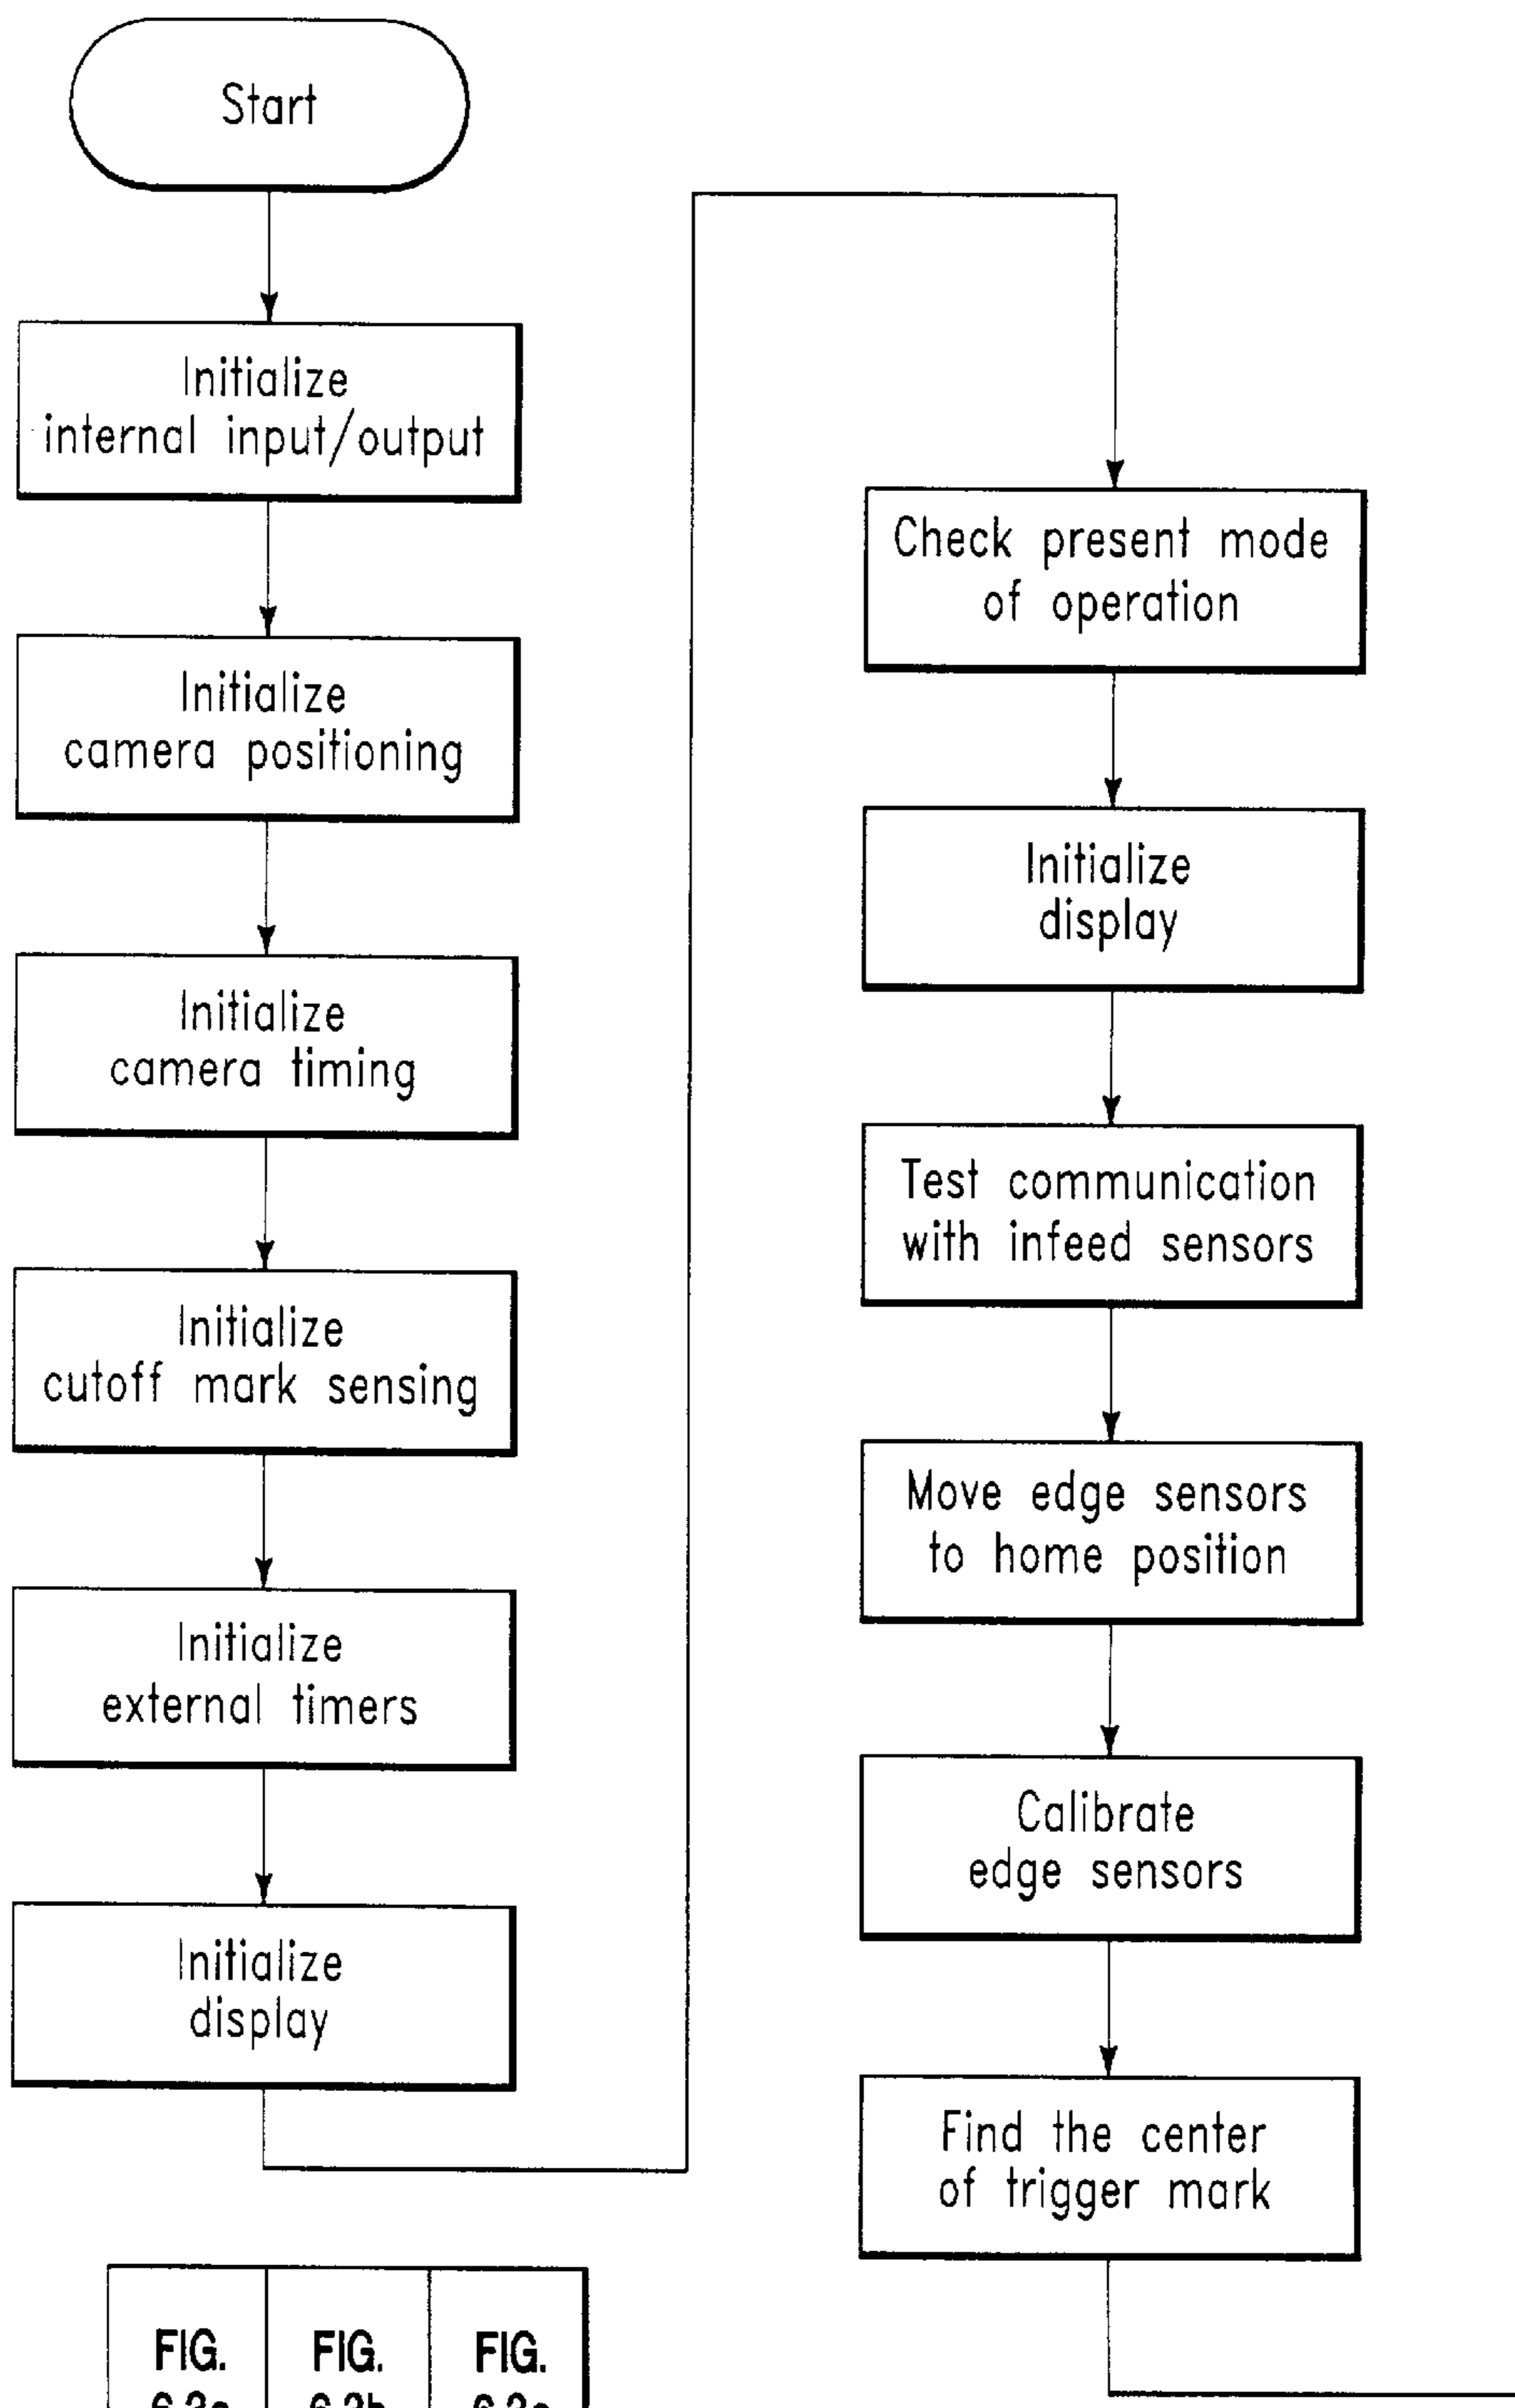 Start
Initialize
internal input/output
Initialize
camera positioning
Initialize
camera timing
Initialize
cutoff mark sensing
Initialize
external timers
Initialize
display
Check present mode
of operation
Initialize
display
Test communication
with infeed sensors
Move edge sensors
to home position
Calibrate
edge sensors
Find the center
of trigger mark
FIG. FIG. FIG.